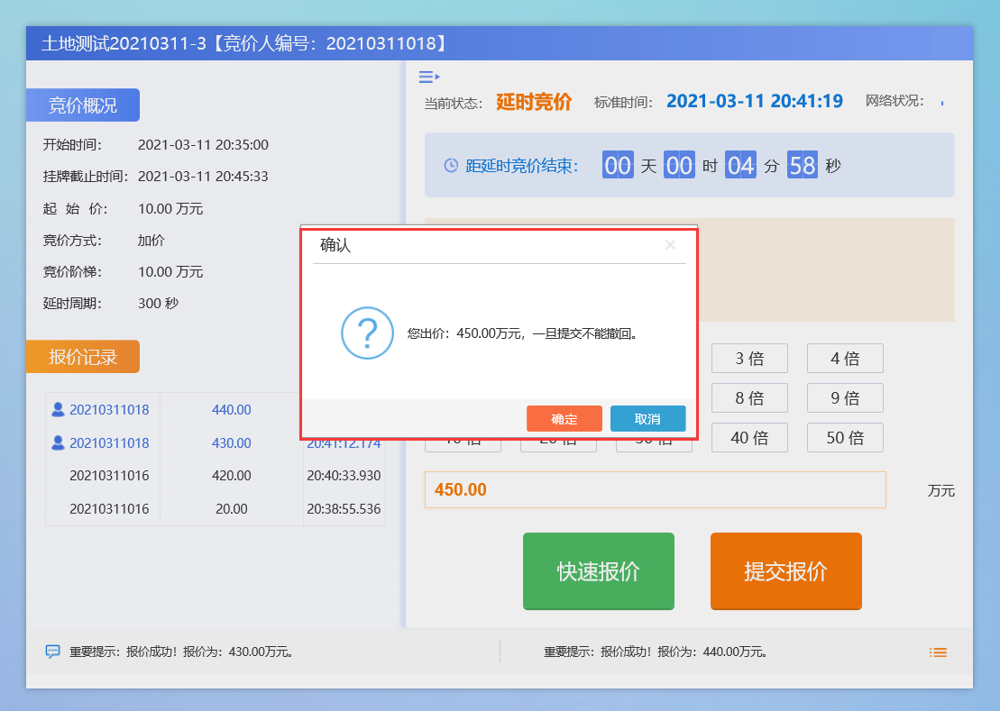 土地测试20210311-3【竞价人编号：20210311018】
竞价概况
开始时间： 2021-03-11 20:35:00
挂牌截止时间： 2021-03-11 20:45:33
起 始 价： 10.00 万元
竞价方式： 加价
竞价阶梯： 10.00 万元
延时周期： 300 秒
报价记录
20210311018 440.00
20210311018 430.00 20:41:12.174
20210311016 420.00 20:40:33.930
20210311016 20.00 20:38:55.536
当前状态： 延时竞价 标准时间： 2021-03-11 20:41:19 网络状况：
距延时竞价结束： 00 天 00 时 04 分 58 秒
确认
您出价：450.00万元，一旦提交不能撤回。
确定 取消
3 倍 4 倍
8 倍 9 倍
10 倍 20 倍 30 倍 40 倍 50 倍
450.00 万元
快速报价 提交报价
重要提示：报价成功！报价为：430.00万元。 重要提示：报价成功！报价为：440.00万元。